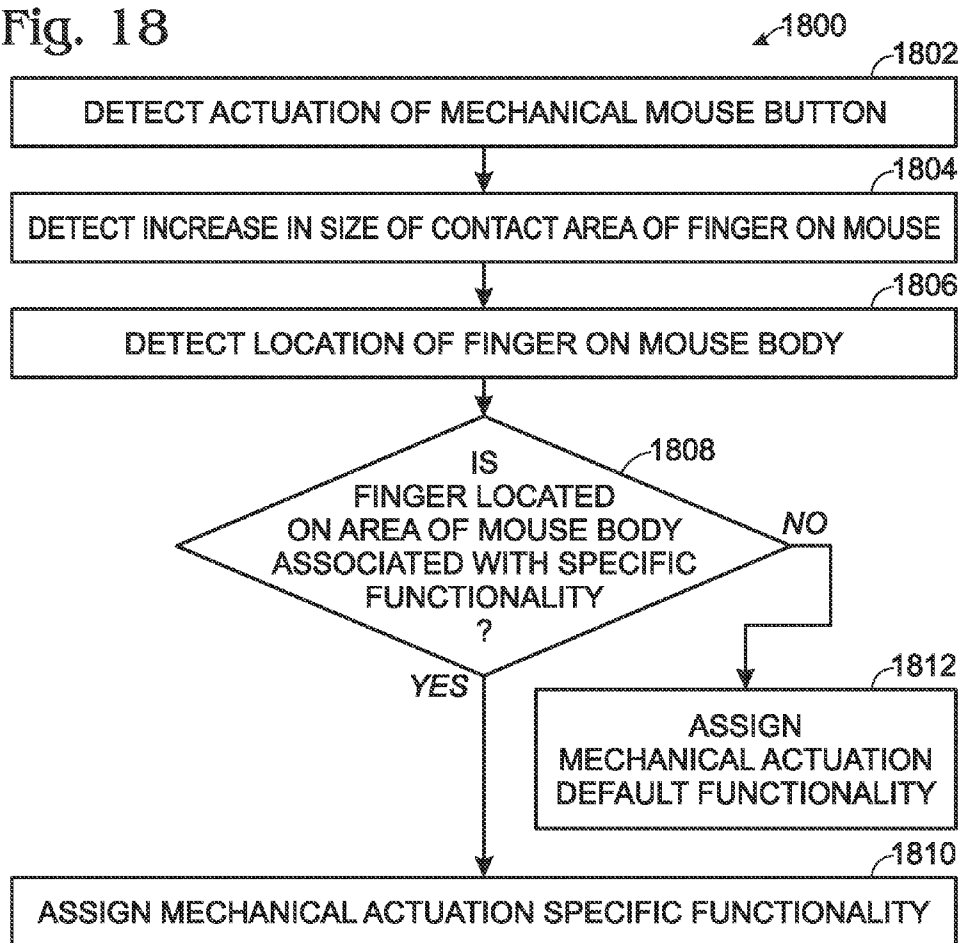 Fig. 18
1800
1802
DETECT ACTUATION OF MECHANICAL MOUSE BUTTON
1804
DETECT INCREASE IN SIZE OF CONTACT AREA OF FINGER ON MOUSE
1806
DETECT LOCATION OF FINGER ON MOUSE BODY
1808
IS
FINGER LOCATED
ON AREA OF MOUSE BODY
ASSOCIATED WITH SPECIFIC
FUNCTIONALITY
?
NO
YES
1812
ASSIGN
MECHANICAL ACTUATION
DEFAULT FUNCTIONALITY
1810
ASSIGN MECHANICAL ACTUATION SPECIFIC FUNCTIONALITY